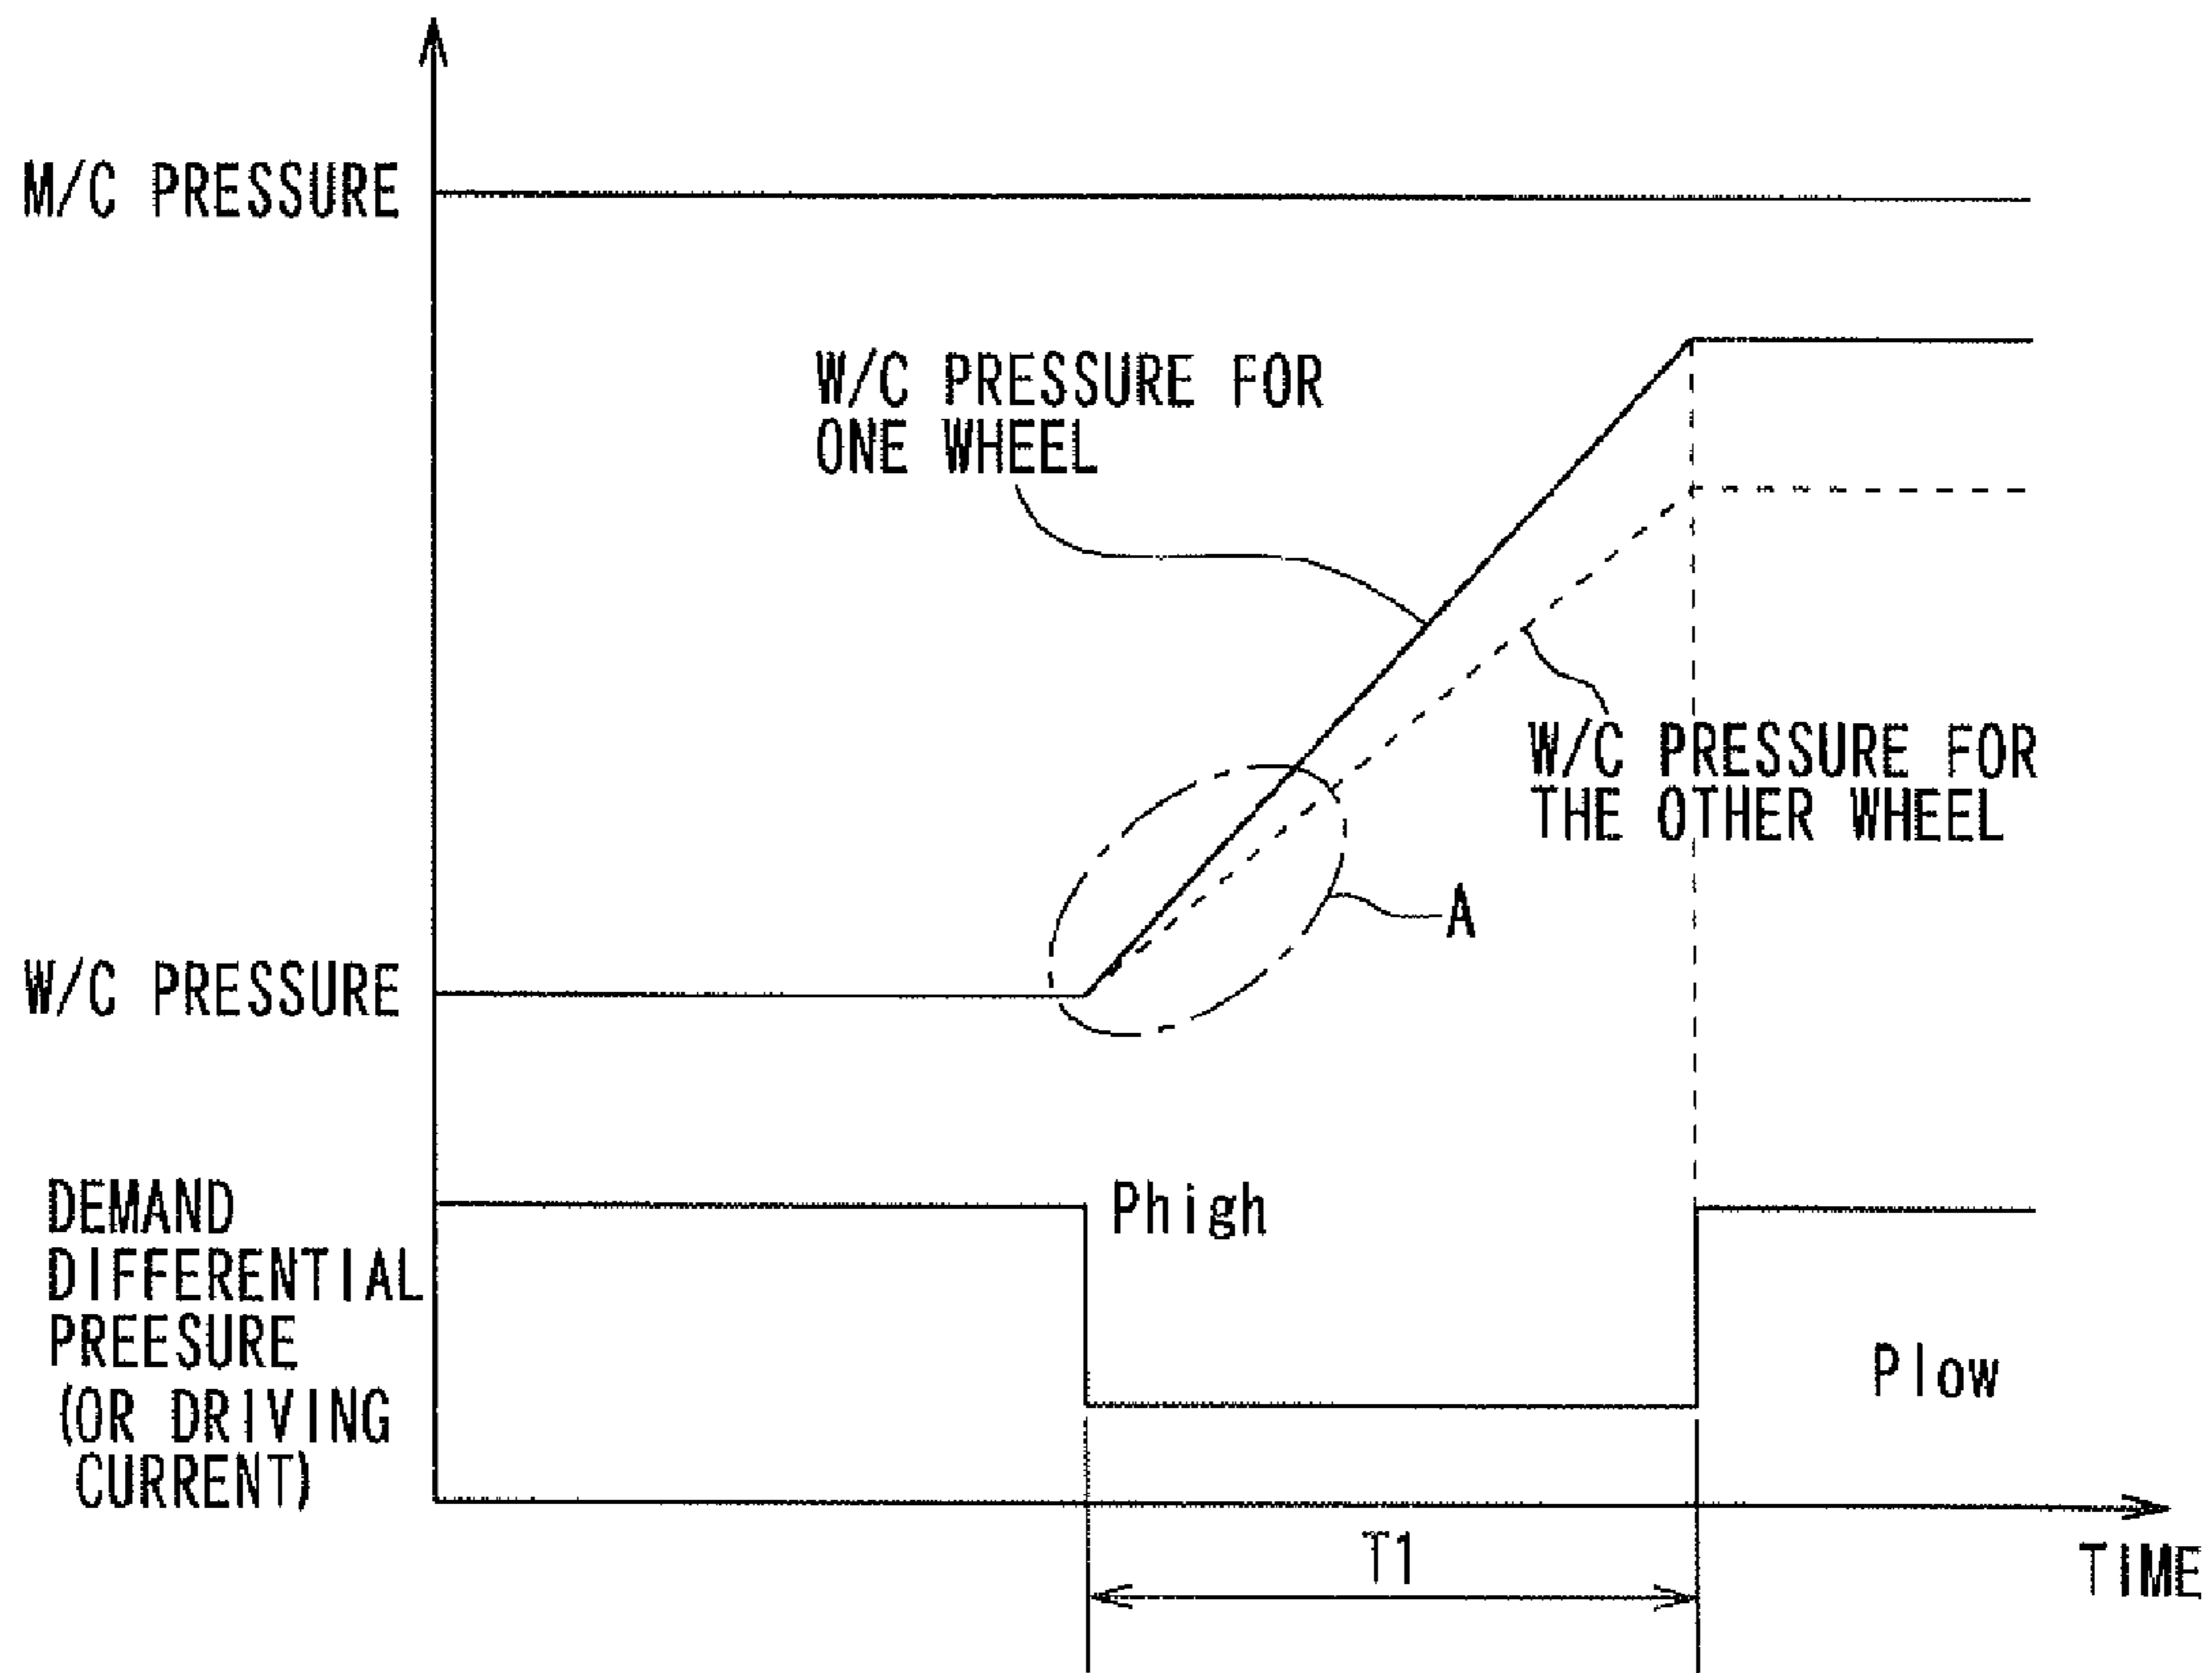 M/C PRESSURE
W/C PRESSURE FOR
ONE WHEEL
W/C PRESSURE FOR
THE OTHER WHEEL
A
W/C PRESSURE
DEMAND
DIFFERENTIAL
PREESURE
(OR DRIVING
CURRENT)
Phigh
Plow
T1
TIME